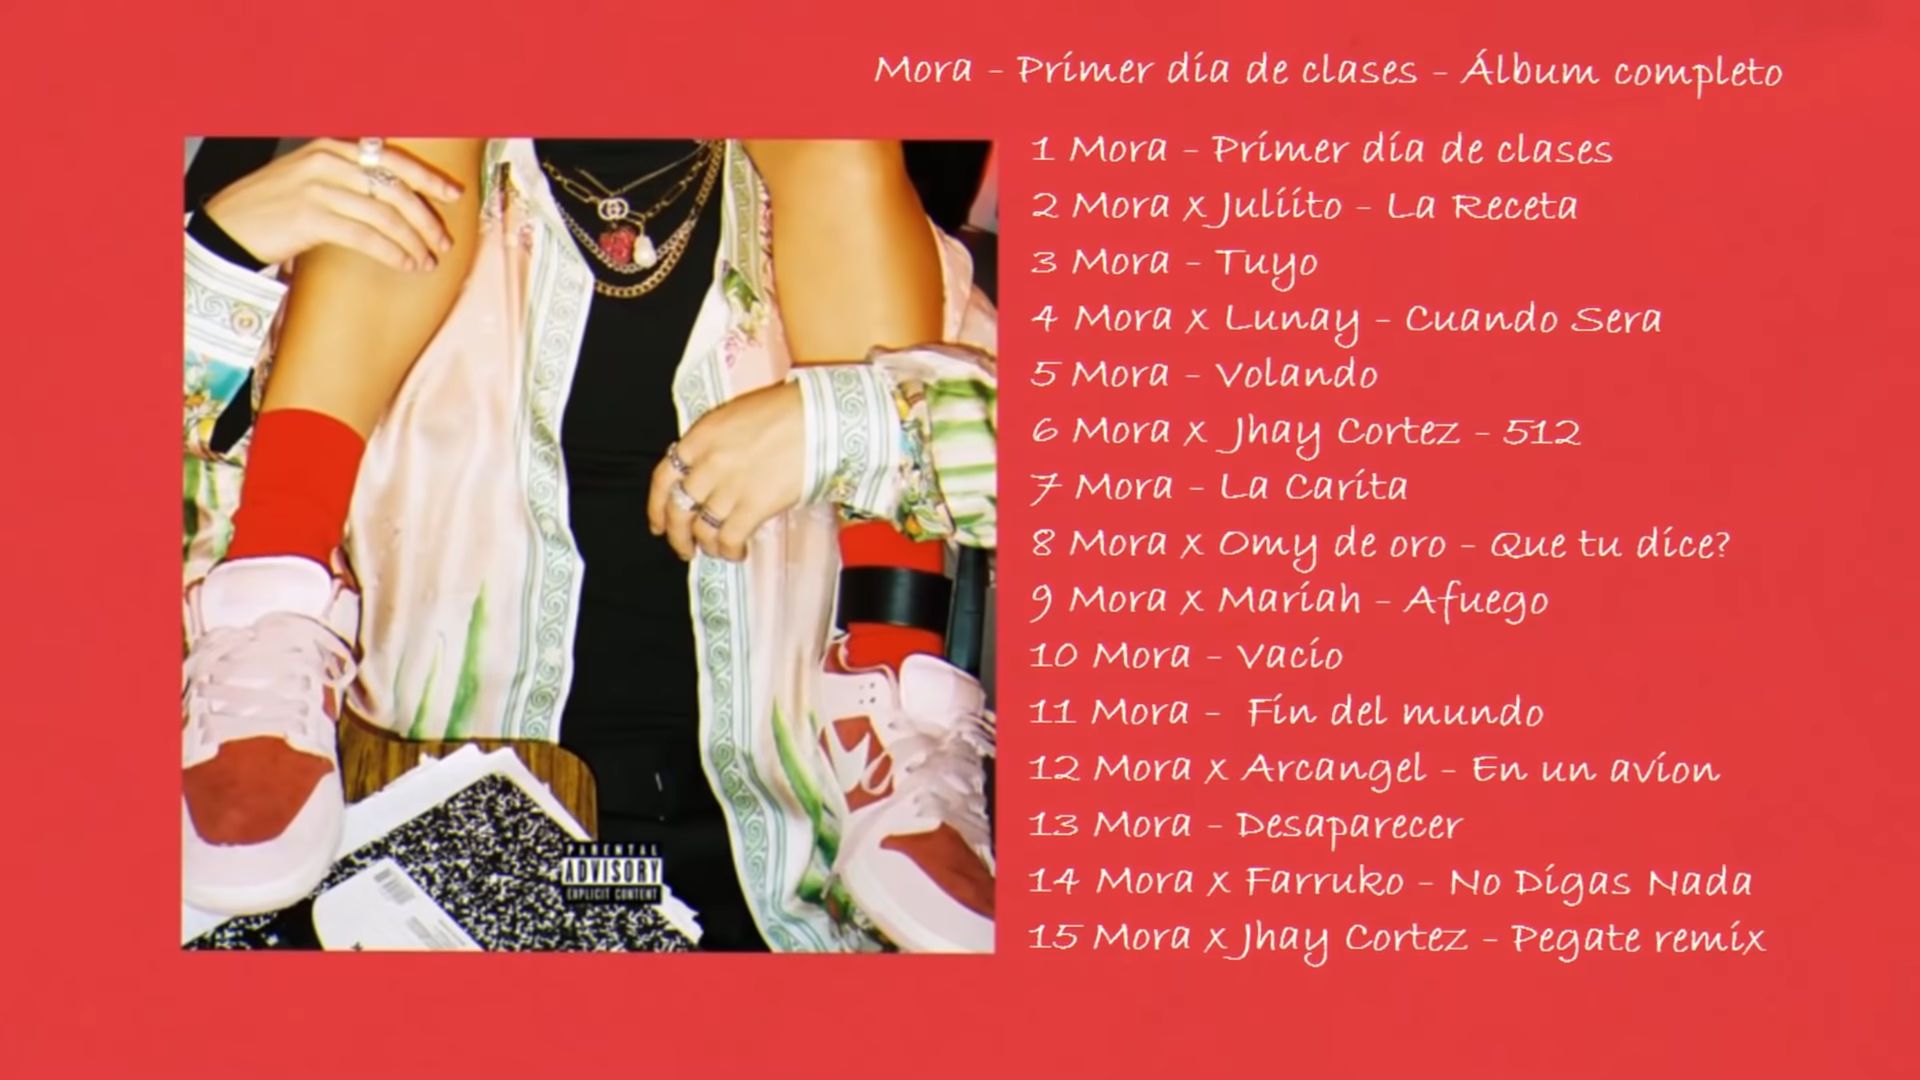 Mora - Primer día de clases - Álbum completo
1 Mora - Primer día de clases
2 Mora x Juliito - La Receta
3 Mora - Tuyo
4 Mora x Lunay - Cuando Sera
5 Mora - Volando
6 Mora x Jhay Cortez - 512
7 Mora - La Carita
8 Mora x Omy de oro - Que tu dice?
9 Mora x Mariah - Afuego
10 Mora - Vacio
11 Mora - Fin del mundo
12 Mora x Arcangel - En un avion
13 Mora - Desaparecer
14 Mora x Farruko - No Digas Nada
15 Mora x Jhay Cortez - Pegate remix
PARENTAL
ADVISORY
EXPLICIT CONTENT